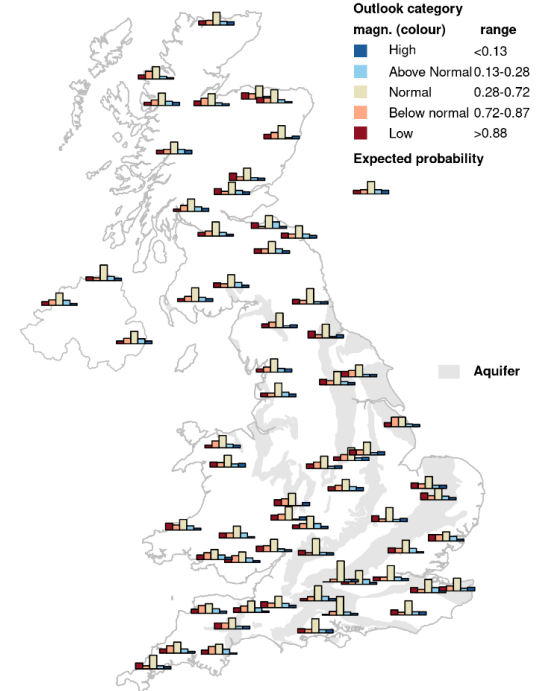 Outlook category
magn. (colour) range
High <0.13
Above Normal 0.13-0.28
Normal 0.28-0.72
Below normal 0.72-0.87
Low >0.88
Expected probability
Aquifer